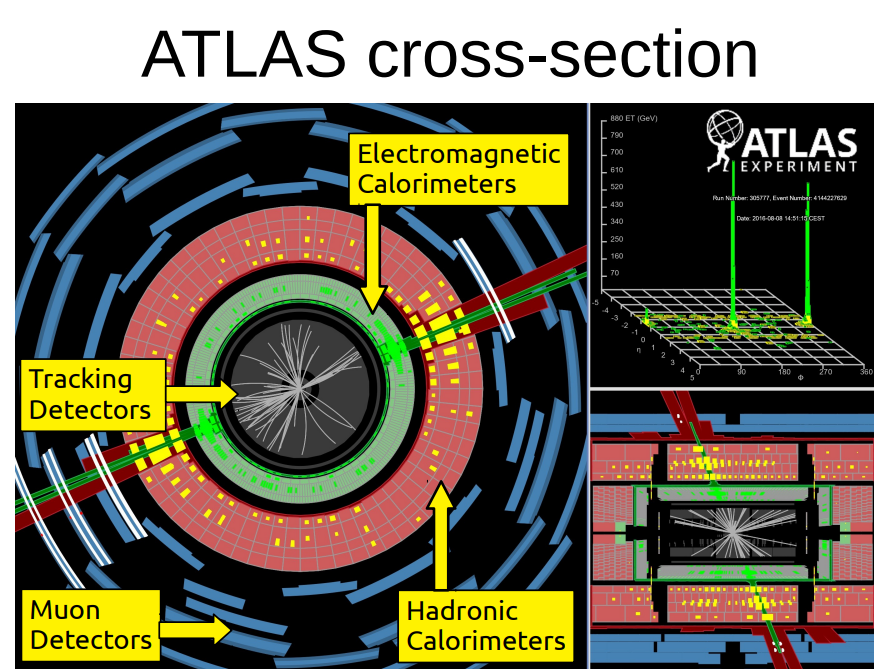 ATLAS cross-section
Electromagnetic
Calorimeters
Tracking
Detectors
Muon
Detectors
Hadronic
Calorimeters
880 ET (GeV)
790
700
610
520
430
340
250
160
70
ATLAS
EXPERIMENT
Run Number: 305777, Event Number: 4144227629
Date: 2016-08-08 14:51:15 CEST
-5
-4
-3
-2
-1
0
1
2
3
4
5
η
0
90
180
270
360
Φ